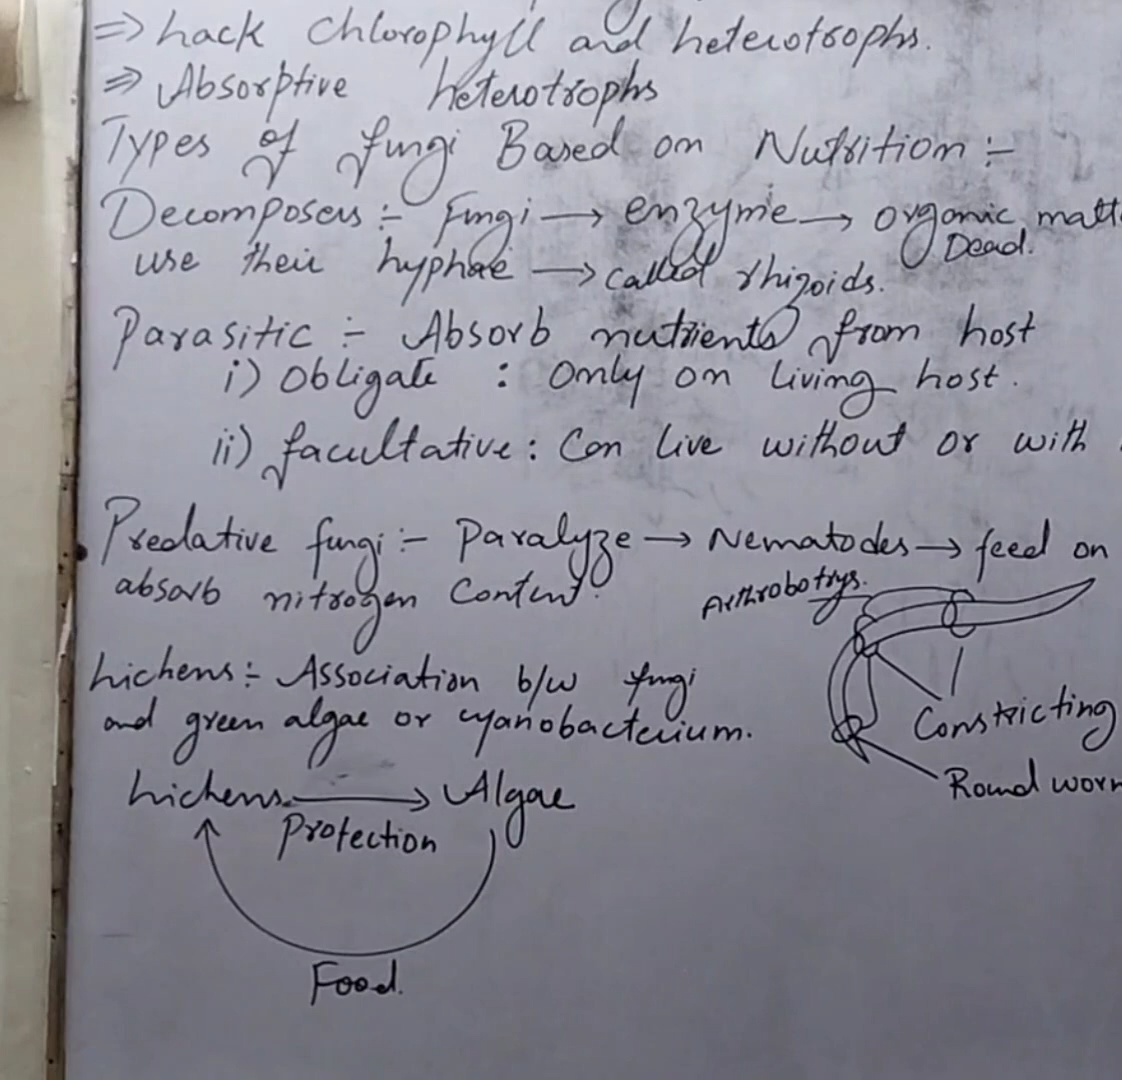 ⇒ Lack Chlorophyll and heterotrophs.
⇒ Absorptive heterotrophs
Types of fungi Based on Nutrition :-
Decomposers :- Fungi → enzyme → organic matt
Dead.
use their hyphae → called rhizoids.
Parasitic :- Absorb nutrients from host
i) Obligate : Only on living host.
ii) facultative : Can live without or with
Predative fungi :- Paralyze → Nematodes → feed on
absorb nitrogen Content.
Arthrobotrys.
Lichens :- Association b/w fungi
and green algae or cyanobacterium.
Constricting
Round wor
Lichens → Algae
Protection
Food.